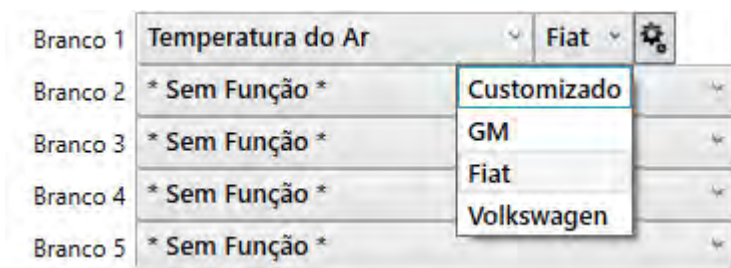 Branco 1 Temperatura do Ar Fiat
Branco 2 * Sem Função * Customizado
Branco 3 * Sem Função * GM
Fiat
Branco 4 * Sem Função * Volkswagen
Branco 5 * Sem Função *